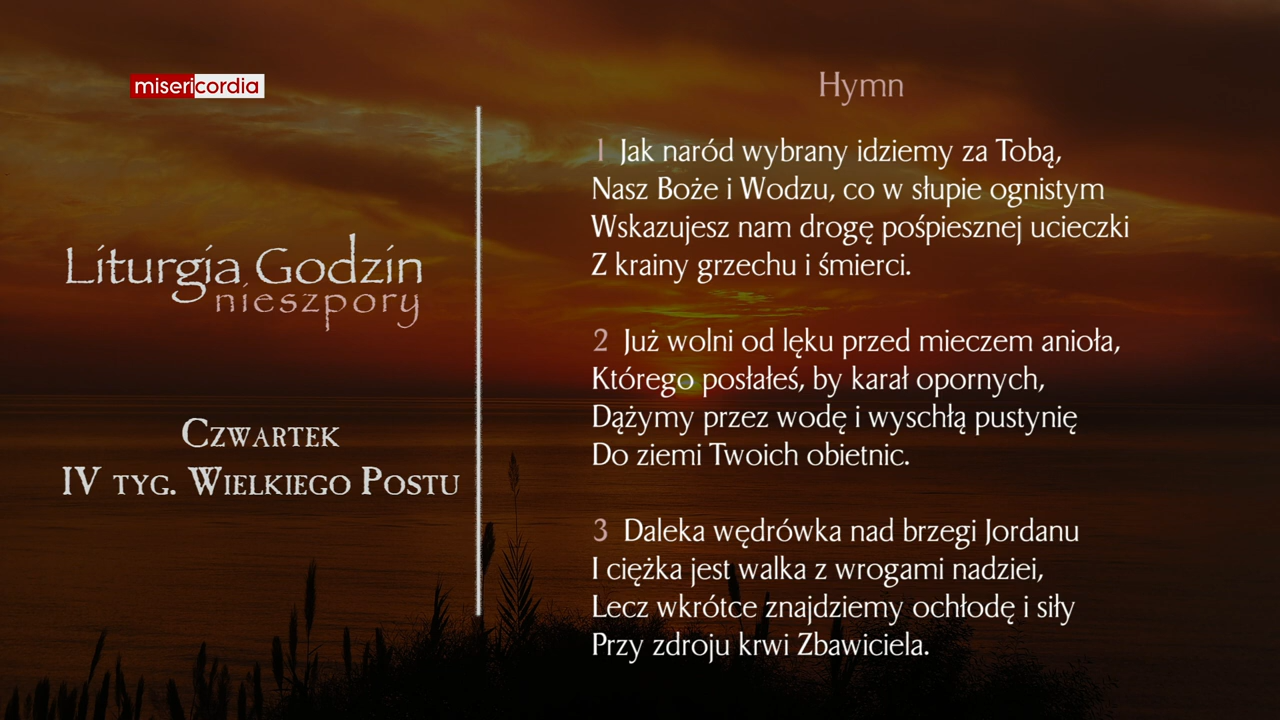 misericordia
Liturgia Godzin
nieszpory
Czwartek
IV tyg. Wielkiego Postu
Hymn
1 Jak naród wybrany idziemy za Tobą,
Nasz Boże i Wodzu, co w słupie ognistym
Wskazujesz nam drogę pośpiesznej ucieczki
Z krainy grzechu i śmierci.
2 Już wolni od lęku przed mieczem anioła,
Którego posłałeś, by karał opornych,
Dążymy przez wodę i wyschłą pustynię
Do ziemi Twoich obietnic.
3 Daleka wędrówka nad brzegi Jordanu
I ciężka jest walka z wrogami nadziei,
Lecz wkrótce znajdziemy ochłodę i siły
Przy zdroju krwi Zbawiciela.